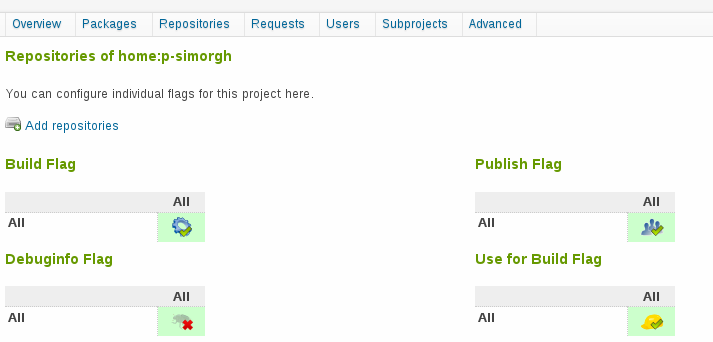 Overview Packages Repositories Requests Users Subprojects Advanced
Repositories of home:p-simorgh
You can configure individual flags for this project here.
Add repositories
Build Flag Publish Flag
All All
All All
Debuginfo Flag Use for Build Flag
All All
All All